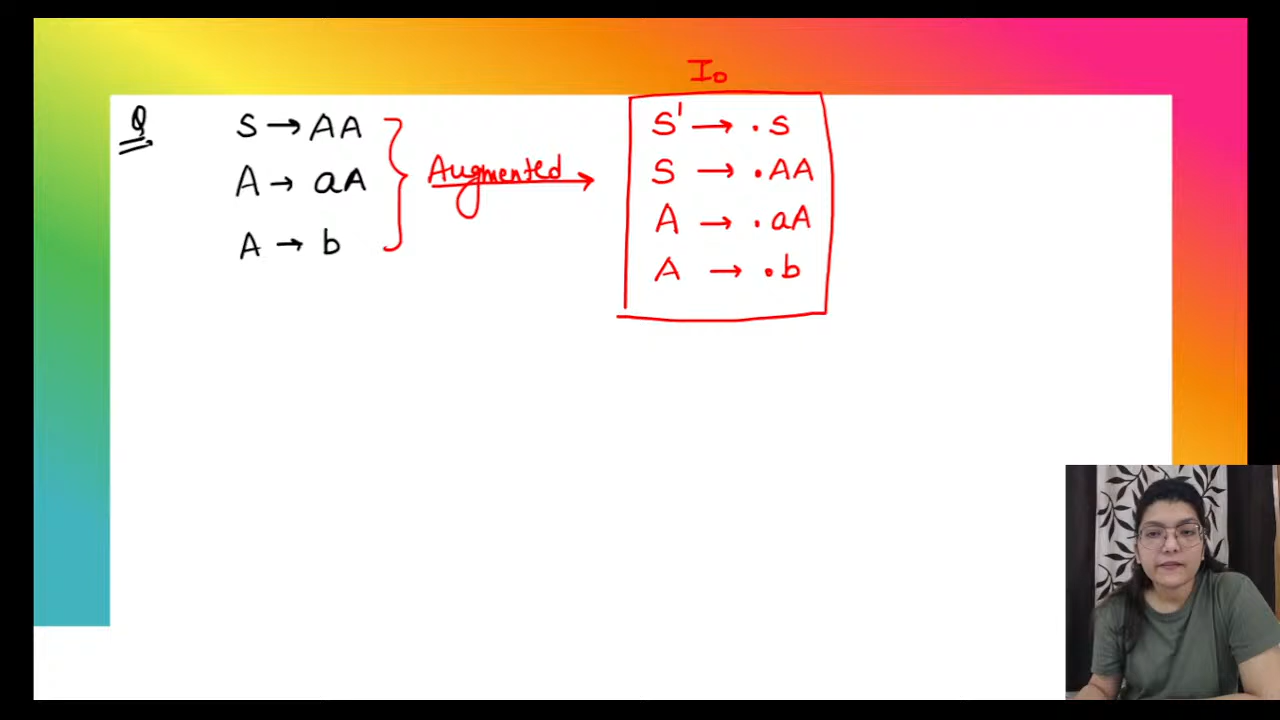 Q
S → AA
A → aA
A → b
Augmented
I₀
S' → .S
S → .AA
A → .aA
A → .b